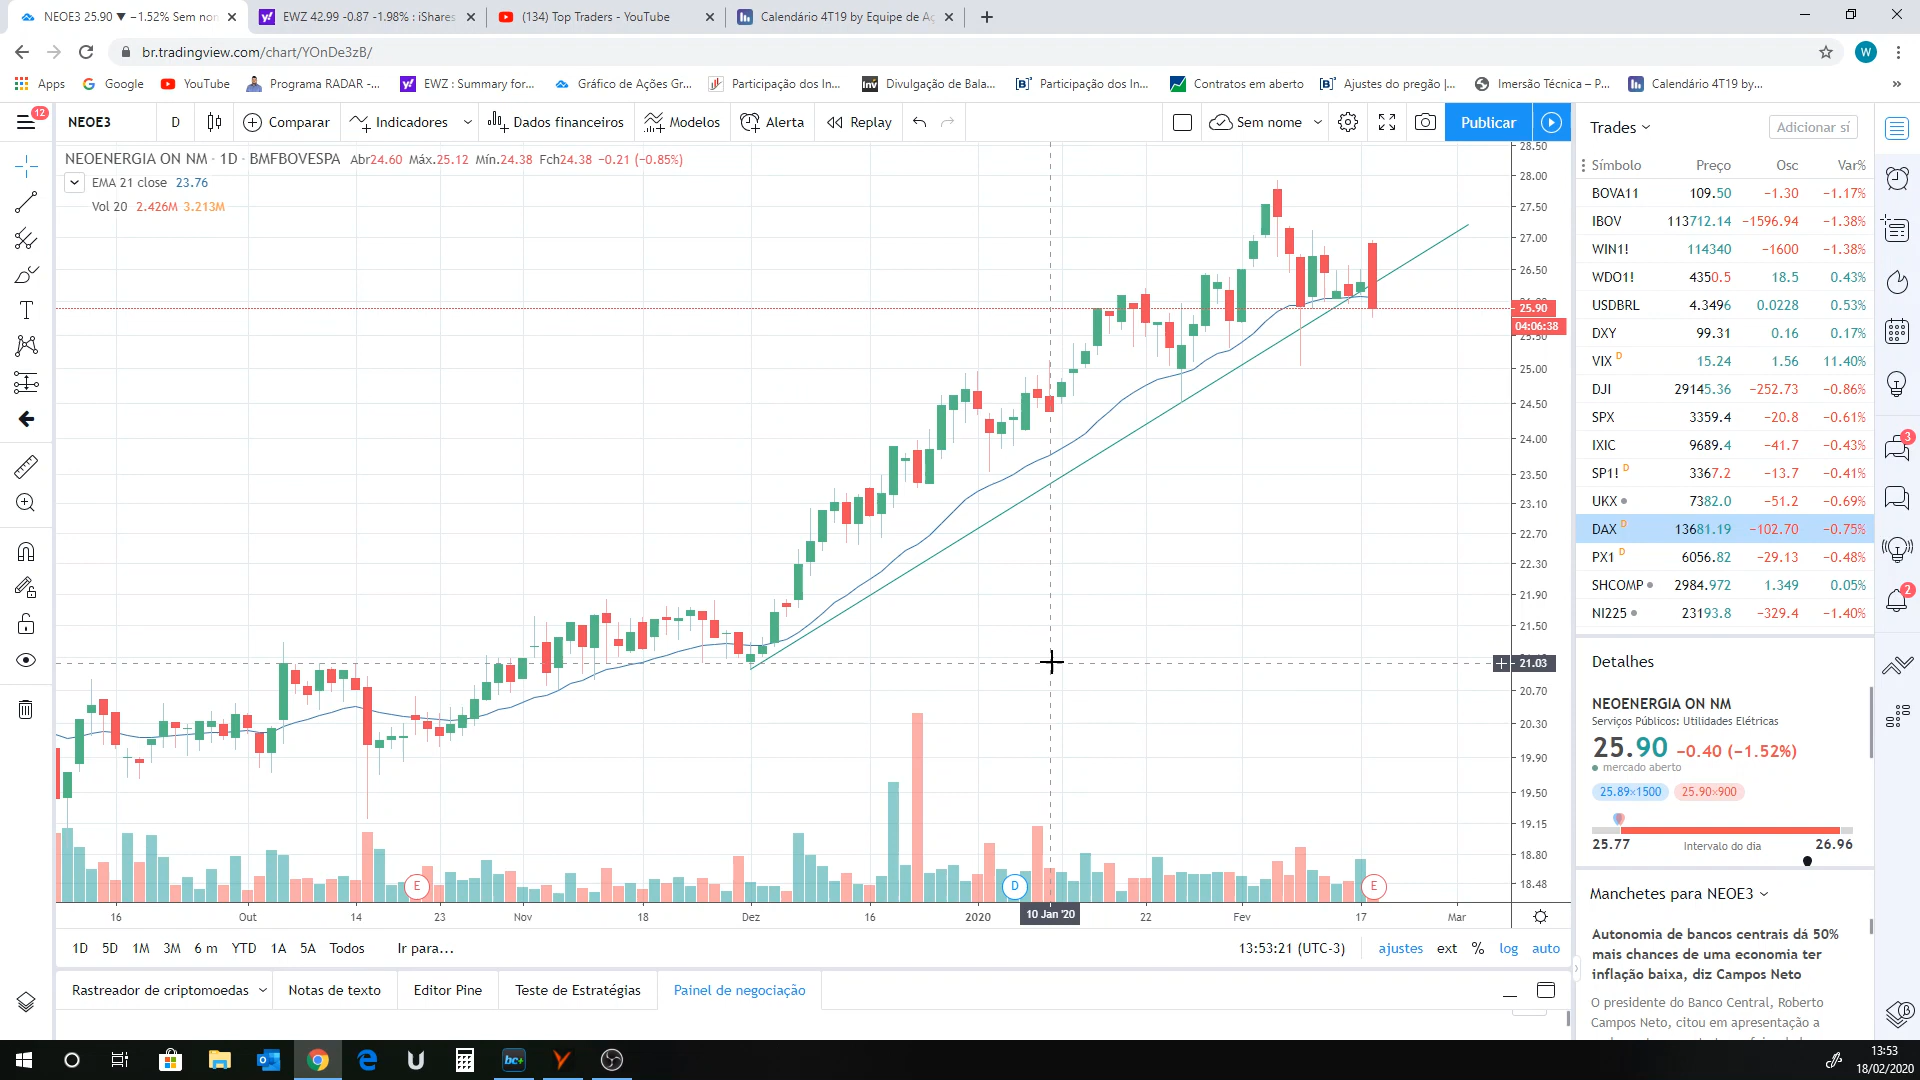 NEOE3 25.90 ▼ −1.52% Sem nom
EWZ 42.99 -0.87 -1.98% : iShares
(134) Top Traders - YouTube
Calendário 4T19 by Equipe de Aç
br.tradingview.com/chart/YOnDe3zB/
W
Apps
Google
YouTube
Programa RADAR -...
EWZ : Summary for...
Gráfico de Ações Gr...
Participação dos In...
Divulgação de Bala...
Participação dos In...
Contratos em aberto
Ajustes do pregão |...
Imersão Técnica – P...
Calendário 4T19 by...
»
12
NEOE3
D
Comparar
Indicadores
Dados financeiros
Modelos
Alerta
Replay
Sem nome
Publicar
NEOENERGIA ON NM · 1D · BMFBOVESPA Abr24.60 Máx.25.12 Mín.24.38 Fch24.38 −0.21 (−0.85%)
EMA 21 close 23.76
Vol 20 2.426M 3.213M
28.50
28.00
27.50
27.00
26.50
25.90
04:06:38
25.50
25.00
24.50
24.00
23.50
23.10
22.70
22.30
21.90
21.50
21.03
20.70
20.30
19.90
19.50
19.15
18.80
18.48
E
D
E
16
Out
14
23
Nov
18
Dez
16
2020
10 Jan '20
22
Fev
17
Mar
1D 5D 1M 3M 6 m YTD 1A 5A Todos Ir para...
13:53:21 (UTC-3) ajustes ext % log auto
Rastreador de criptomoedas
Notas de texto
Editor Pine
Teste de Estratégias
Painel de negociação
Trades
Adicionar sí
Símbolo Preço Osc Var%
BOVA11 109.50 −1.30 −1.17%
IBOV 113712.14 −1596.94 −1.38%
WIN1! 114340 −1600 −1.38%
WDO1! 4350.5 18.5 0.43%
USDBRL 4.3496 0.0228 0.53%
DXY 99.31 0.16 0.17%
VIX D 15.24 1.56 11.40%
DJI 29145.36 −252.73 −0.86%
SPX 3359.4 −20.8 −0.61%
IXIC 9689.4 −41.7 −0.43%
SP1! D 3367.2 −13.7 −0.41%
UKX 7382.0 −51.2 −0.69%
DAX D 13681.19 −102.70 −0.75%
PX1 D 6056.82 −29.13 −0.48%
SHCOMP 2984.972 1.349 0.05%
NI225 23193.8 −329.4 −1.40%
Detalhes
NEOENERGIA ON NM
Serviços Públicos: Utilidades Elétricas
25.90 −0.40 (−1.52%)
mercado aberto
25.89×1500 25.90×900
25.77 Intervalo do dia 26.96
Manchetes para NEOE3
Autonomia de bancos centrais dá 50%
mais chances de uma economia ter
inflação baixa, diz Campos Neto
O presidente do Banco Central, Roberto
Campos Neto, citou em apresentação a
3
2
bc+
13:53
18/02/2020